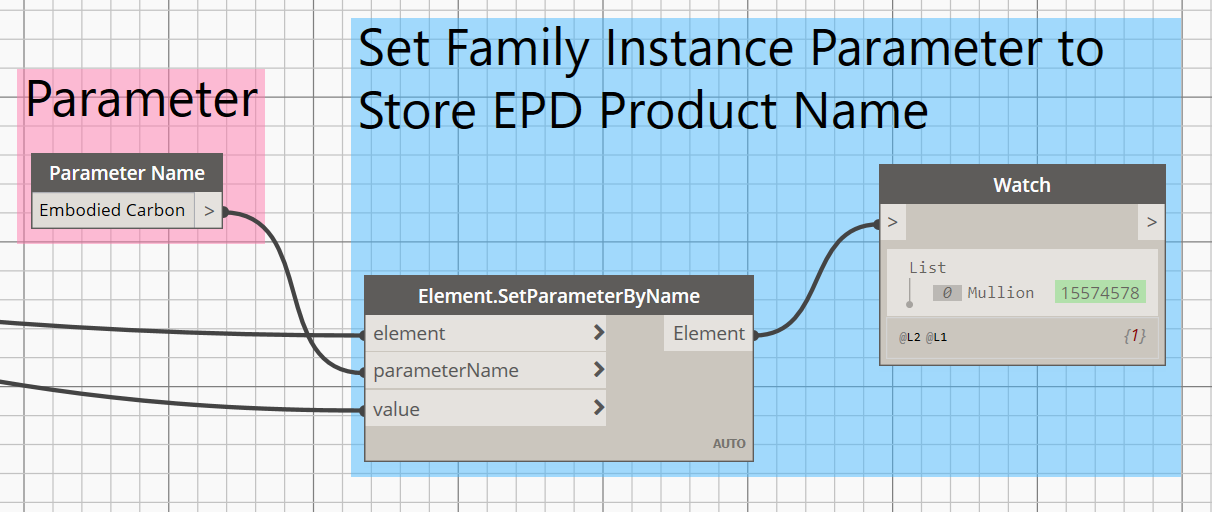 Set Family Instance Parameter to
Store EPD Product Name
Parameter
Parameter Name
Embodied Carbon >
Element.SetParameterByName
element
parameterName
value
Element
AUTO
Watch
> >
List
0 Mullion 15574578
@L2 @L1 {1}